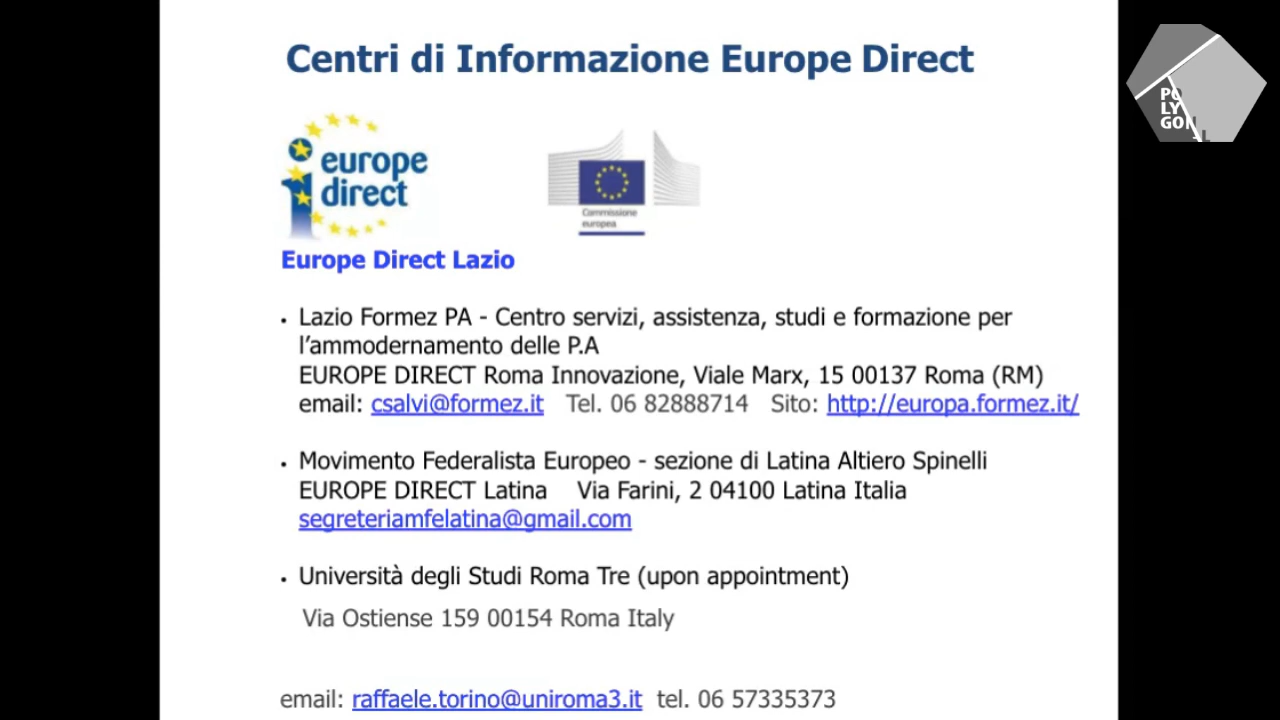 Centri di Informazione Europe Direct
PO
LY
GON
AL
europe
direct
Commissione
europea
Europe Direct Lazio
• Lazio Formez PA - Centro servizi, assistenza, studi e formazione per
l’ammodernamento delle P.A
EUROPE DIRECT Roma Innovazione, Viale Marx, 15 00137 Roma (RM)
email: csalvi@formez.it Tel. 06 82888714 Sito: http://europa.formez.it/
• Movimento Federalista Europeo - sezione di Latina Altiero Spinelli
EUROPE DIRECT Latina Via Farini, 2 04100 Latina Italia
segreteriamfelatina@gmail.com
• Università degli Studi Roma Tre (upon appointment)
Via Ostiense 159 00154 Roma Italy
email: raffaele.torino@uniroma3.it tel. 06 57335373